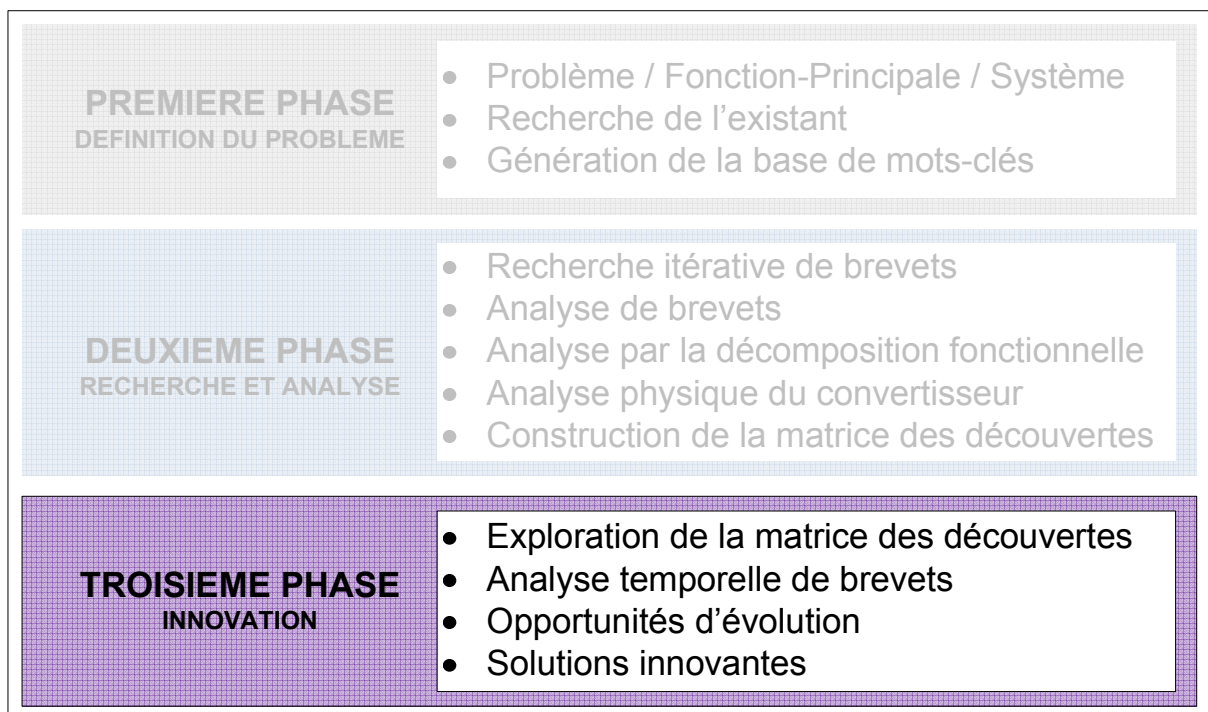 PREMIERE PHASE
DEFINITION DU PROBLEME
• Problème / Fonction-Principale / Système
• Recherche de l'existant
• Génération de la base de mots-clés
DEUXIEME PHASE
RECHERCHE ET ANALYSE
• Recherche itérative de brevets
• Analyse de brevets
• Analyse par la décomposition fonctionnelle
• Analyse physique du convertisseur
• Construction de la matrice des découvertes
TROISIEME PHASE
INNOVATION
• Exploration de la matrice des découvertes
• Analyse temporelle de brevets
• Opportunités d'évolution
• Solutions innovantes